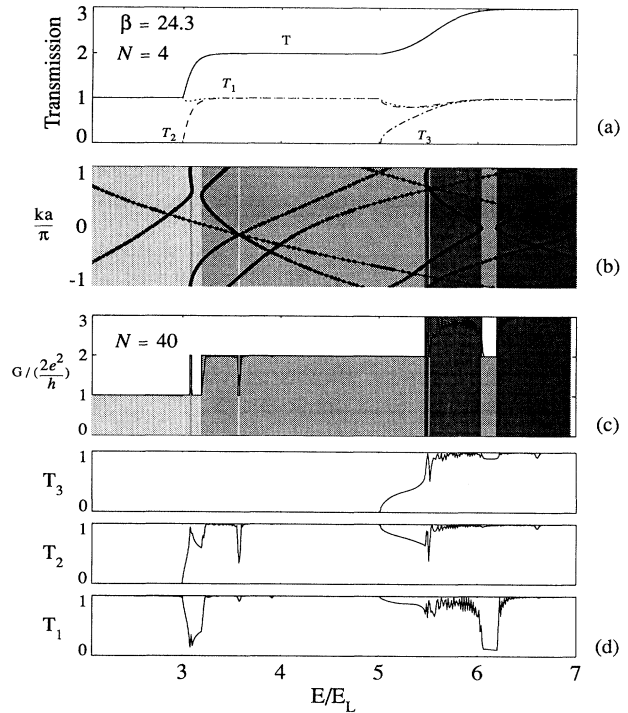 3
β = 24.3
T
N = 4
2
T1
1
T2
T3
0
Transmission
(a)
1
ka/π
0
-1
(b)
3
N = 40
2
G/(2e²/h)
1
0
(c)
1
T3
0
1
T2
0
1
T1
0
(d)
3
4
5
6
7
E/EL